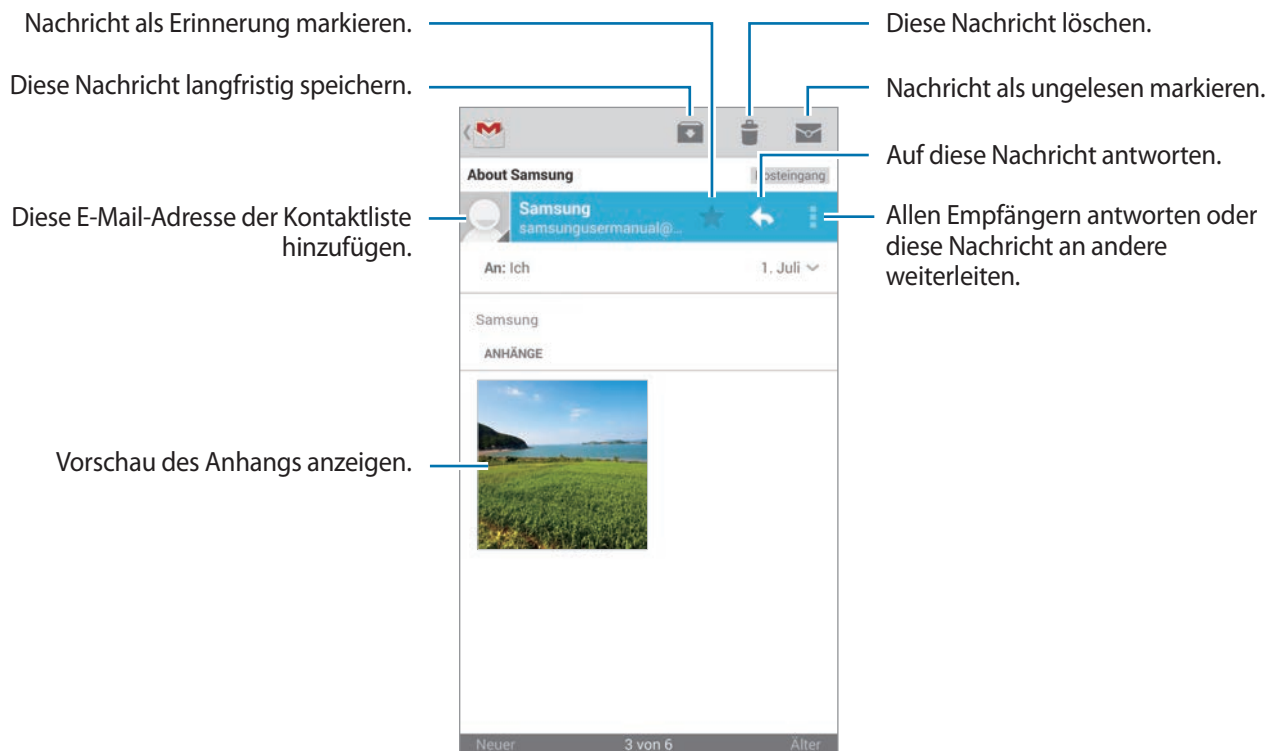 Nachricht als Erinnerung markieren.
Diese Nachricht langfristig speichern.
Diese E-Mail-Adresse der Kontaktliste
hinzufügen.
Vorschau des Anhangs anzeigen.
About Samsung
Posteingang
Samsung
samsungusermanual@...
An: Ich
1. Juli
Samsung
ANHÄNGE
Neuer
3 von 6
Älter
Diese Nachricht löschen.
Nachricht als ungelesen markieren.
Auf diese Nachricht antworten.
Allen Empfängern antworten oder
diese Nachricht an andere
weiterleiten.